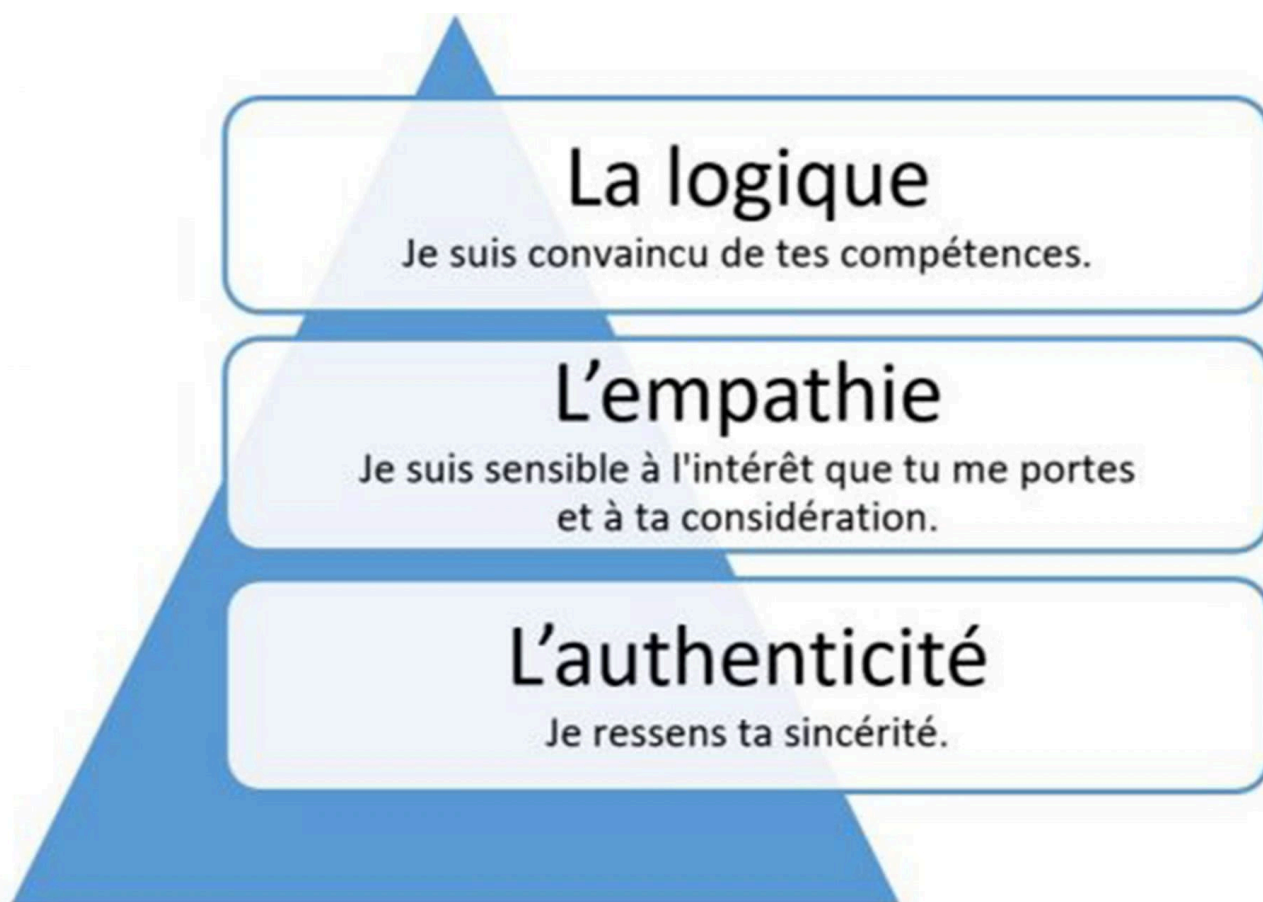 La logique
Je suis convaincu de tes compétences.
L’empathie
Je suis sensible à l'intérêt que tu me portes
et à ta considération.
L’authenticité
Je ressens ta sincérité.